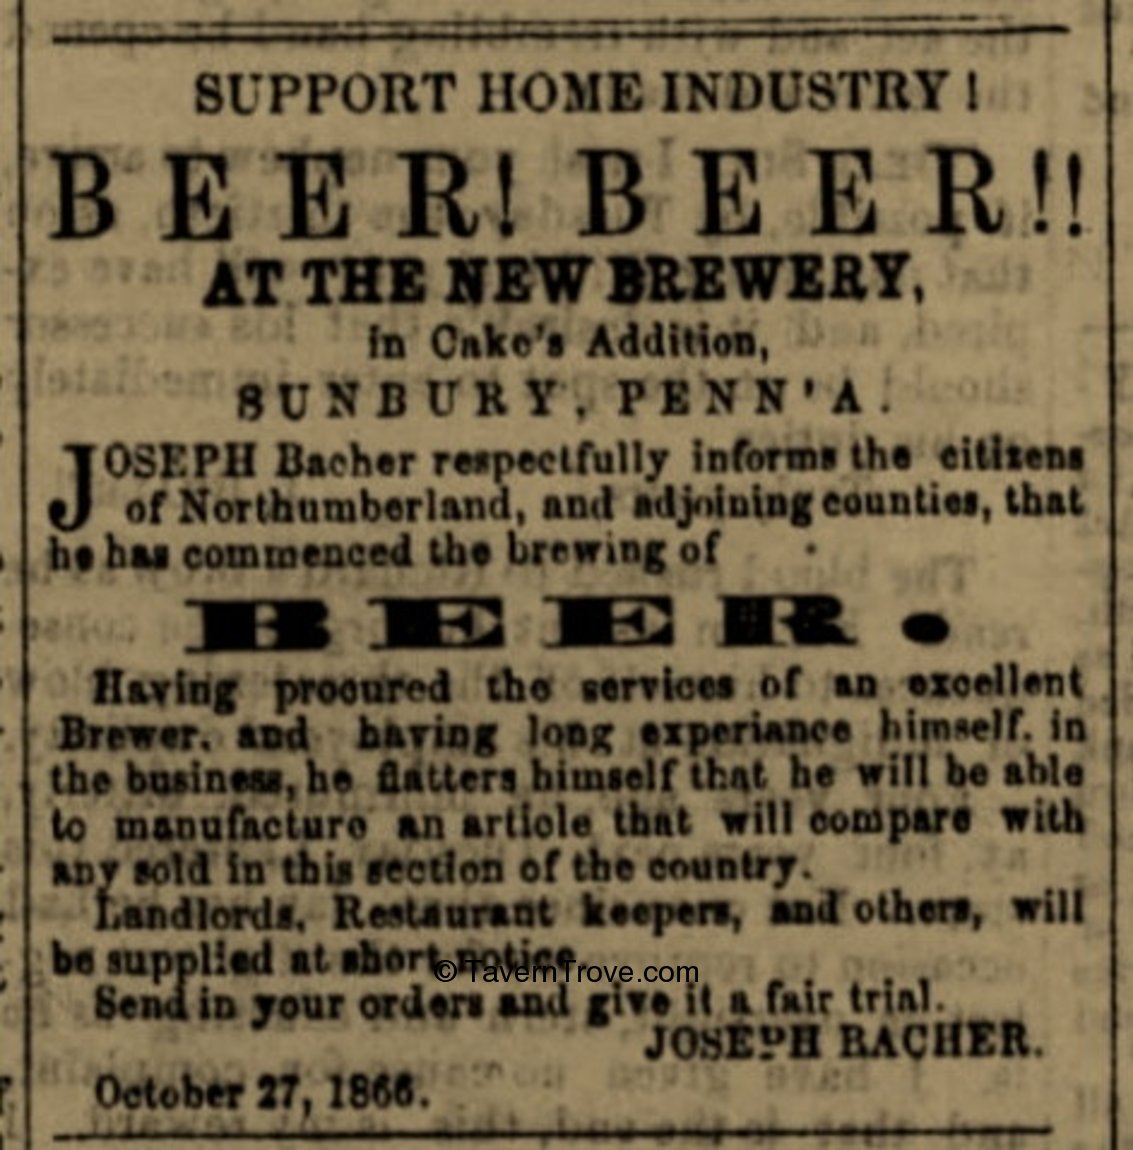 SUPPORT HOME INDUSTRY!
BEER! BEER!!
AT THE NEW BREWERY,
in Cake's Addition,
SUNBURY, PENN'A.
JOSEPH Bacher respectfully informs the citizens
of Northumberland, and adjoining counties, that
he has commenced the brewing of
BEER.
Having procured the services of an excellent
Brewer. and having long experiance himself. in
the business, he flatters himself that he will be able
to manufacture an article that will compare with
any sold in this section of the country.
Landlords, Restaurant keepers, and others, will
be supplied at short notice.
© TavernTrove.com
Send in your orders and give it a fair trial.
JOSEPH BACHER.
October 27, 1866.